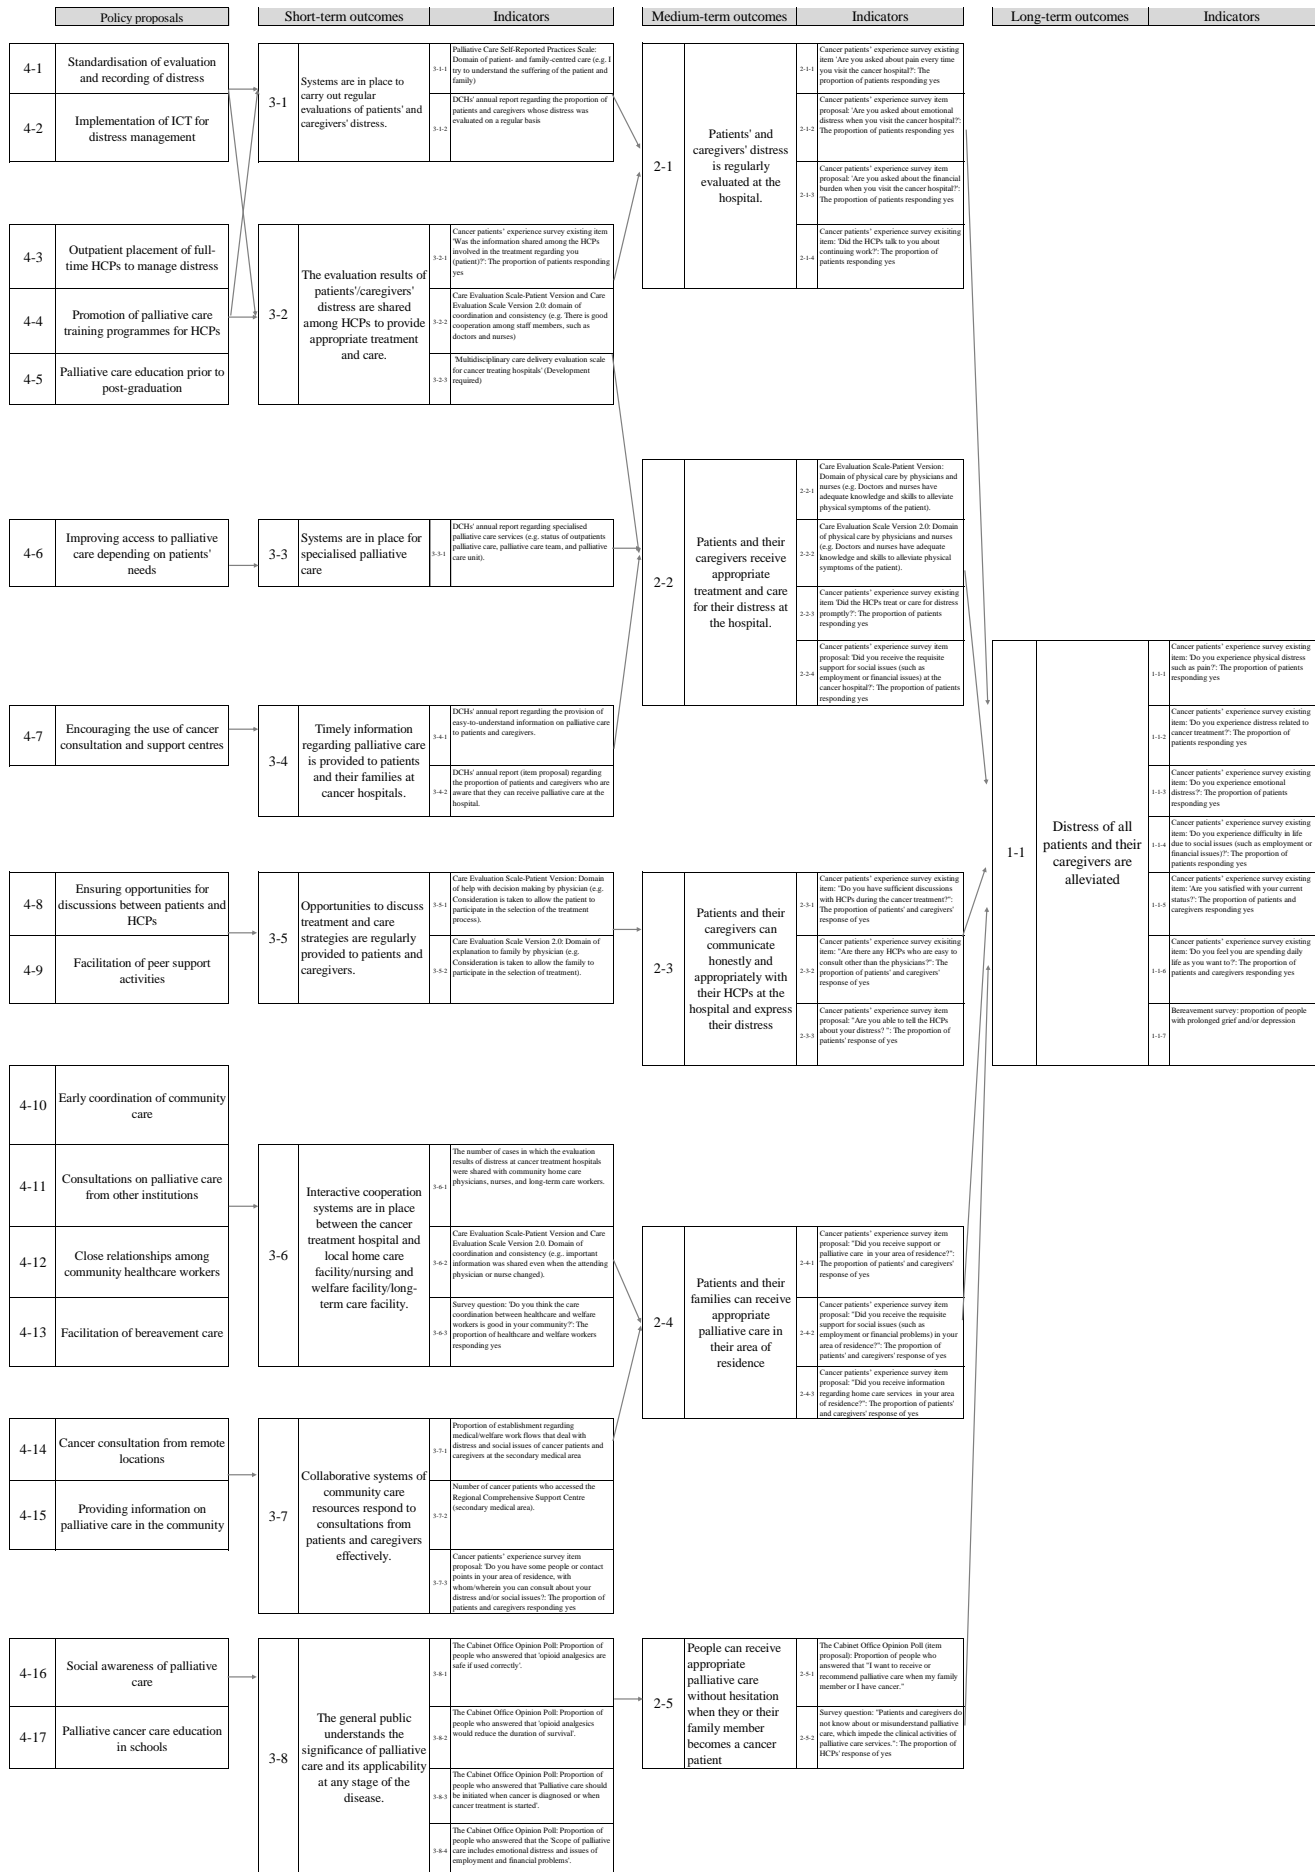 Policy proposals
Short-term outcomes
Indicators
Medium-term outcomes
Indicators
Long-term outcomes
Indicators
4-1
Standardisation of evaluation
and recording of distress
4-2
Implementation of ICT for
distress management
4-3
Outpatient placement of full-
time HCPs to manage distress
4-4
Promotion of palliative care
training programmes for HCPs
4-5
Palliative care education prior to
post-graduation
4-6
Improving access to palliative
care depending on patients'
needs
4-7
Encouraging the use of cancer
consultation and support centres
4-8
Ensuring opportunities for
discussions between patients and
HCPs
4-9
Facilitation of peer support
activities
4-10
Early coordination of community
care
4-11
Consultations on palliative care
from other institutions
4-12
Close relationships among
community healthcare workers
4-13
Facilitation of bereavement care
4-14
Cancer consultation from remote
locations
4-15
Providing information on
palliative care in the community
4-16
Social awareness of palliative
care
4-17
Palliative cancer care education
in schools
3-1
Systems are in place to
carry out regular
evaluations of patients' and
caregivers' distress.
3-1-1
Palliative Care Self-Reported Practices Scale:
Domain of patient- and family-centred care (e.g. I
try to understand the suffering of the patient and
family)
3-1-2
DCHs' annual report regarding the proportion of
patients and caregivers whose distress was
evaluated on a regular basis
3-2
The evaluation results of
patients'/caregivers'
distress are shared
among HCPs to provide
appropriate treatment
and care.
3-2-1
Cancer patients' experience survey existing item
'Was the information shared among the HCPs
involved in the treatment regarding you
(patient)?': The proportion of patients responding
yes
3-2-2
Care Evaluation Scale-Patient Version and Care
Evaluation Scale Version 2.0: domain of
coordination and consistency (e.g. There is good
cooperation among staff members, such as
doctors and nurses)
3-2-3
'Multidisciplinary care delivery evaluation scale
for cancer treating hospitals' (Development
required)
3-3
Systems are in place for
specialised palliative
care
3-3-1
DCHs' annual report regarding specialised
palliative care services (e.g. status of outpatients
palliative care, palliative care team, and palliative
care unit).
3-4
Timely information
regarding palliative care
is provided to patients
and their families at
cancer hospitals.
3-4-1
DCHs' annual report regarding the provision of
easy-to-understand information on palliative care
to patients and caregivers.
3-4-2
DCHs' annual report (item proposal) regarding
the proportion of patients and caregivers who are
aware that they can receive palliative care at the
hospital.
3-5
Opportunities to discuss
treatment and care
strategies are regularly
provided to patients and
caregivers.
3-5-1
Care Evaluation Scale-Patient Version: Domain
of help with decision making by physician (e.g.
Consideration is taken to allow the patient to
participate in the selection of the treatment
process).
3-5-2
Care Evaluation Scale Version 2.0: Domain of
explanation to family by physician (e.g.
Consideration is taken to allow the family to
participate in the selection of treatment).
3-6
Interactive cooperation
systems are in place
between the cancer
treatment hospital and
local home care
facility/nursing and
welfare facility/long-
term care facility.
3-6-1
The number of cases in which the evaluation
results of distress at cancer treatment hospitals
were shared with community home care
physicians, nurses, and long-term care workers.
3-6-2
Care Evaluation Scale-Patient Version and Care
Evaluation Scale Version 2.0. Domain of
coordination and consistency (e.g.. important
information was shared even when the attending
physician or nurse changed).
3-6-3
Survey question: 'Do you think the care
coordination between healthcare and welfare
workers is good in your community?': The
proportion of healthcare and welfare workers
responding yes
3-7
Collaborative systems of
community care
resources respond to
consultations from
patients and caregivers
effectively.
3-7-1
Proportion of establishment regarding
medical/welfare work flows that deal with
distress and social issues of cancer patients and
caregivers at the secondary medical area
3-7-2
Number of cancer patients who accessed the
Regional Comprehensive Support Centre
(secondary medical area).
3-7-3
Cancer patients' experience survey item
proposal: 'Do you have some people or contact
points in your area of residence, with
whom/wherein you can consult about your
distress and/or social issues?: The proportion of
patients and caregivers responding yes
3-8
The general public
understands the
significance of palliative
care and its applicability
at any stage of the
disease.
3-8-1
The Cabinet Office Opinion Poll: Proportion of
people who answered that 'opioid analgesics are
safe if used correctly'.
3-8-2
The Cabinet Office Opinion Poll: Proportion of
people who answered that 'opioid analgesics
would reduce the duration of survival'.
3-8-3
The Cabinet Office Opinion Poll: Proportion of
people who answered that 'Palliative care should
be initiated when cancer is diagnosed or when
cancer treatment is started'.
3-8-4
The Cabinet Office Opinion Poll: Proportion of
people who answered that the 'Scope of palliative
care includes emotional distress and issues of
employment and financial problems'.
2-1
Patients' and
caregivers' distress
is regularly
evaluated at the
hospital.
2-1-1
Cancer patients' experience survey existing
item 'Are you asked about pain every time
you visit the cancer hospital?': The
proportion of patients responding yes
2-1-2
Cancer patients' experience survey item
proposal: 'Are you asked about emotional
distress when you visit the cancer hospital?':
The proportion of patients responding yes
2-1-3
Cancer patients' experience survey item
proposal: 'Are you asked about the financial
burden when you visit the cancer hospital?':
The proportion of patients responding yes
2-1-4
Cancer patients' experience survey exisiting
item: 'Did the HCPs talk to you about
continuing work?': The proportion of
patients responding yes
2-2
Patients and their
caregivers receive
appropriate
treatment and care
for their distress at
the hospital.
2-2-1
Care Evaluation Scale-Patient Version:
Domain of physical care by physicians and
nurses (e.g. Doctors and nurses have
adequate knowledge and skills to alleviate
physical symptoms of the patient).
2-2-2
Care Evaluation Scale Version 2.0: Domain
of physical care by physicians and nurses
(e.g. Doctors and nurses have adequate
knowledge and skills to alleviate physical
symptoms of the patient).
2-2-3
Cancer patients' experience survey existing
item 'Did the HCPs treat or care for distress
promptly?': The proportion of patients
responding yes
2-2-4
Cancer patients' experience survey item
proposal: 'Did you receive the requisite
support for social issues (such as
employment or financial issues) at the
cancer hospital?': The proportion of patients
responding yes
2-3
Patients and their
caregivers can
communicate
honestly and
appropriately with
their HCPs at the
hospital and express
their distress
2-3-1
Cancer patients' experience survey existing
item: "Do you have sufficient discussions
with HCPs during the cancer treatment?":
The proportion of patients' and caregivers'
response of yes
2-3-2
Cancer patients' experience survey exisiting
item: "Are there any HCPs who are easy to
consult other than the physicians?": The
proportion of patients' and caregivers'
response of yes
2-3-3
Cancer patients' experience survey item
proposal: "Are you able to tell the HCPs
about your distress? ": The proportion of
patients' response of yes
2-4
Patients and their
families can receive
appropriate
palliative care in
their area of
residence
2-4-1
Cancer patients' experience survey item
proposal: "Did you receive support or
palliative care in your area of residence?":
The proportion of patients' and caregivers'
response of yes
2-4-2
Cancer patients' experience survey item
proposal: "Did you receive the requisite
support for social issues (such as
employment or financial problems) in your
area of residence?": The proportion of
patients' and caregivers' response of yes
2-4-3
Cancer patients' experience survey item
proposal: "Did you receive information
regarding home care services in your area
of residence?": The proportion of patients'
and caregivers' response of yes
2-5
People can receive
appropriate
palliative care
without hesitation
when they or their
family member
becomes a cancer
patient
2-5-1
The Cabinet Office Opinion Poll (item
proposal): Proportion of people who
answered that "I want to receive or
recommend palliative care when my family
member or I have cancer."
2-5-2
Survey question: "Patients and caregivers do
not know about or misunderstand palliative
care, which impede the clinical activities of
palliative care services.": The proportion of
HCPs' response of yes
1-1
Distress of all
patients and their
caregivers are
alleviated
1-1-1
Cancer patients' experience survey existing
item: 'Do you experience physical distress
such as pain?': The proportion of patients
responding yes
1-1-2
Cancer patients' experience survey existing
item: 'Do you experience distress related to
cancer treatment?': The proportion of
patients responding yes
1-1-3
Cancer patients' experience survey existing
item: 'Do you experience emotional
distress?': The proportion of patients
responding yes
1-1-4
Cancer patients' experience survey existing
item: 'Do you experience difficulty in life
due to social issues (such as employment or
financial issues)?': The proportion of
patients responding yes
1-1-5
Cancer patients' experience survey existing
item: 'Are you satisfied with your current
status?': The proportion of patients and
caregivers responding yes
1-1-6
Cancer patients' experience survey existing
item: 'Do you feel you are spending daily
life as you want to?': The proportion of
patients and caregivers responding yes
1-1-7
Bereavement survey: proportion of people
with prolonged grief and/or depression